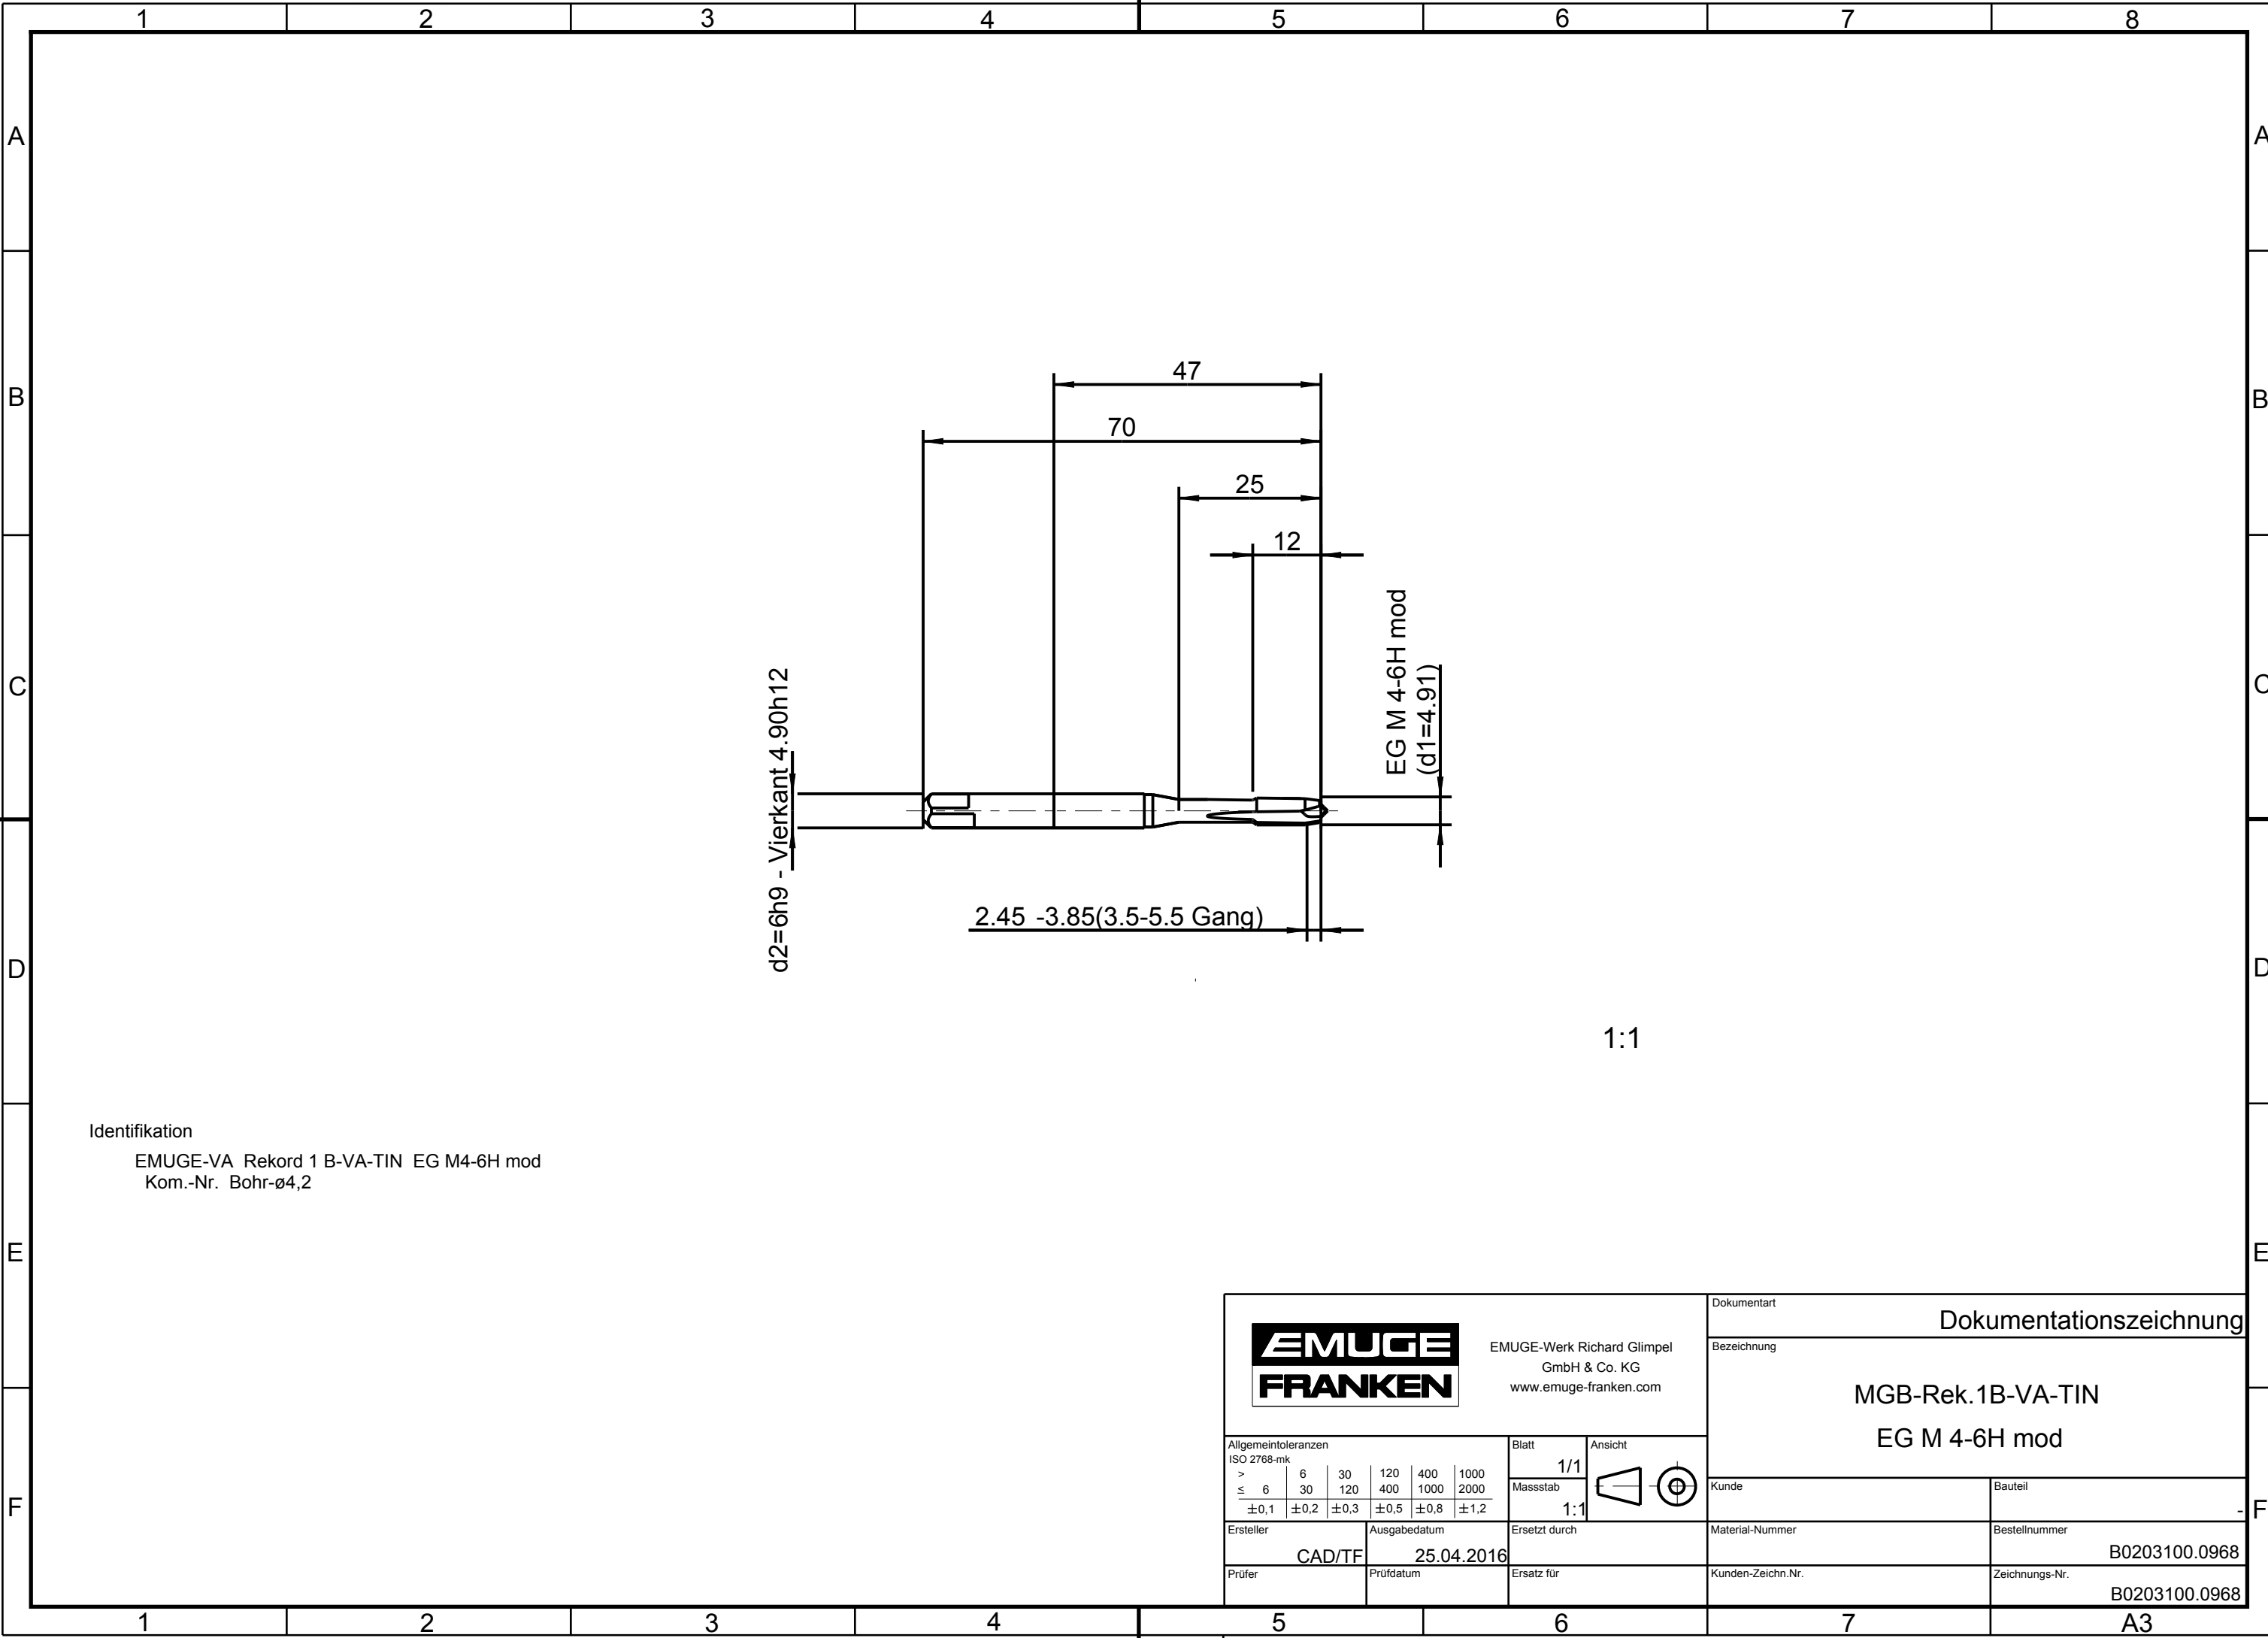 1 2 3 4 5 6 7 8
A A
B B
C C
D D
E E
F F
47
70
25
12
EG M 4-6H mod
(d1=4.91)
d2=6h9 - Vierkant 4.90h12
2.45 -3.85(3.5-5.5 Gang)
1:1
Identifikation
EMUGE-VA Rekord 1 B-VA-TIN EG M4-6H mod
Kom.-Nr. Bohr-ø4,2
EMUGE
FRANKEN
EMUGE-Werk Richard Glimpel
GmbH & Co. KG
www.emuge-franken.com
Dokumentart
Dokumentationszeichnung
Bezeichnung
MGB-Rek.1B-VA-TIN
EG M 4-6H mod
Allgemeintoleranzen
ISO 2768-mk
> 6 30 120 400 1000
≤ 6 30 120 400 1000 2000
±0,1 ±0,2 ±0,3 ±0,5 ±0,8 ±1,2
Blatt
1/1
Ansicht
Massstab
1:1
Kunde
Bauteil
-
Ersteller
CAD/TF
Ausgabedatum
25.04.2016
Ersetzt durch
Material-Nummer
Bestellnummer
B0203100.0968
Prüfer
Prüfdatum
Ersatz für
Kunden-Zeichn.Nr.
Zeichnungs-Nr.
B0203100.0968
1 2 3 4 5 6 7 A3